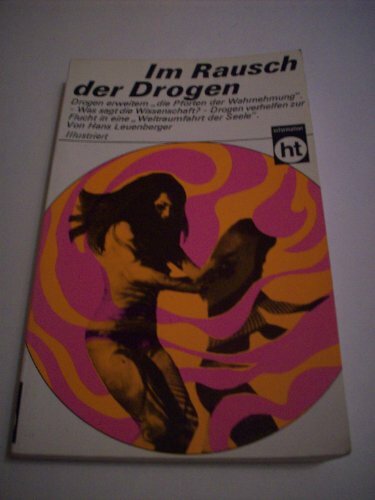 Im Rausch
der Drogen
Drogen erweitern „die Pforten der Wahrnehmung".
- Was sagt die Wissenschaft? - Drogen verhelfen zur
Flucht in eine „Weltraumfahrt der Seele".
Von Hans Leuenberger
Illustriert
information
ht